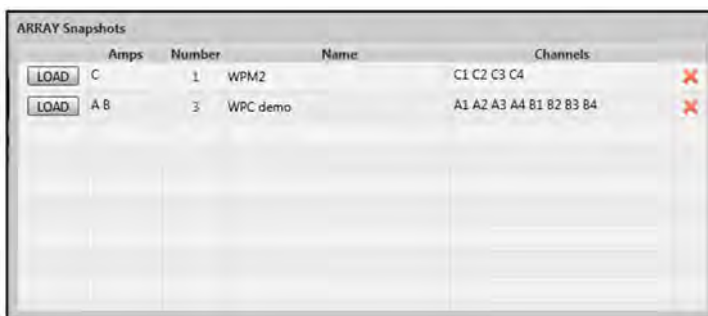 ARRAY Snapshots
Amps Number Name Channels
LOAD C 1 WPM2 C1 C2 C3 C4
LOAD A B 3 WPC demo A1 A2 A3 A4 B1 B2 B3 B4